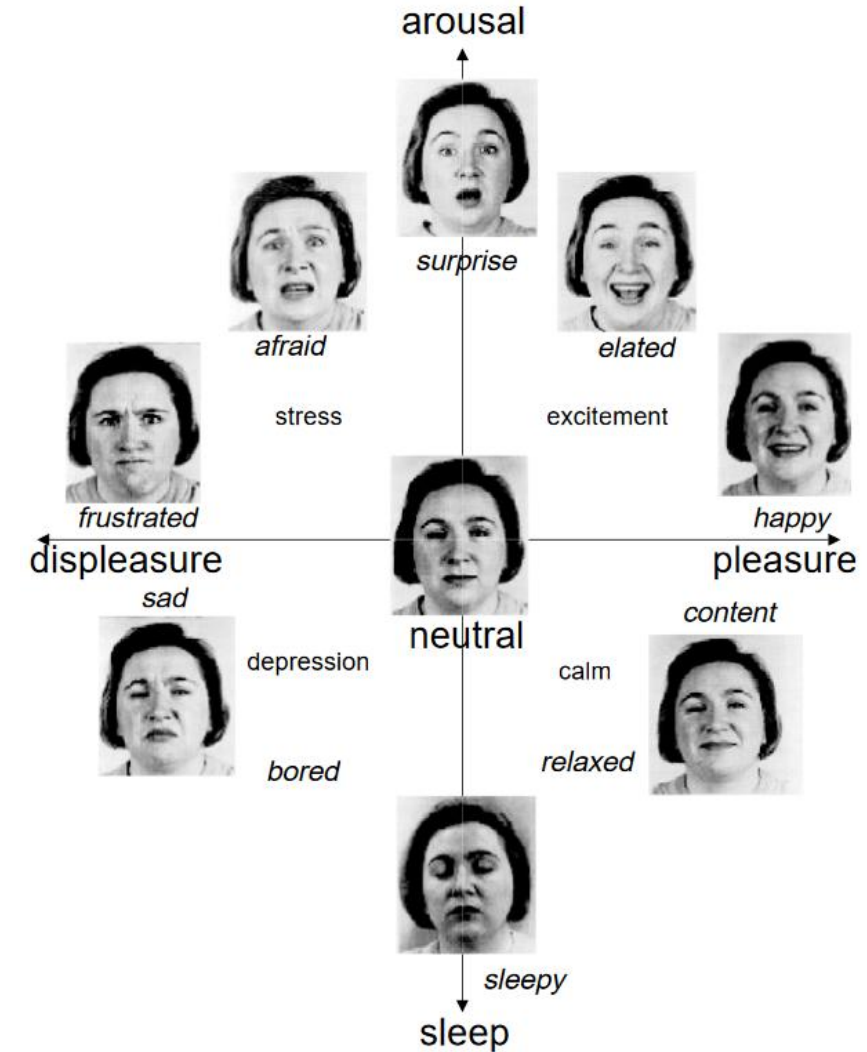 arousal
surprise
afraid
elated
stress
excitement
frustrated
happy
displeasure
pleasure
sad
content
neutral
depression
calm
relaxed
bored
sleepy
sleep